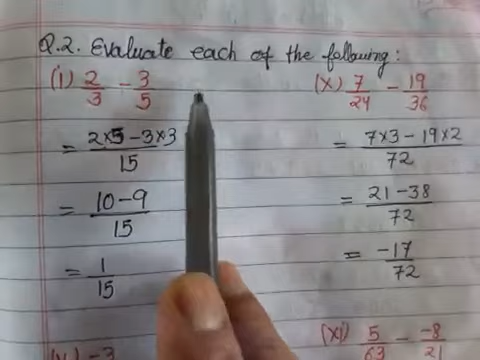 Q.2. Evaluate each of the following:
(i) 2/3 - 3/5
= 2×5-3×3/15
= 10-9/15
= 1/15
(x) 7/24 - 19/36
= 7×3-19×2/72
= 21-38/72
= -17/72
(xi) 5/63 - -8/21